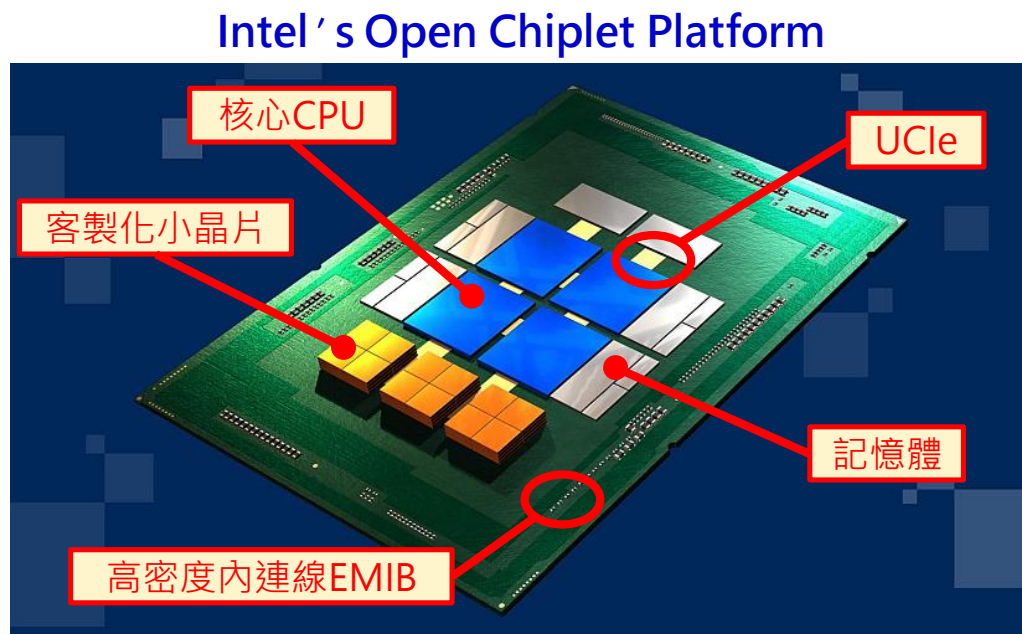 Intel's Open Chiplet Platform
核心CPU
UCIe
客製化小晶片
記憶體
高密度內連線EMIB